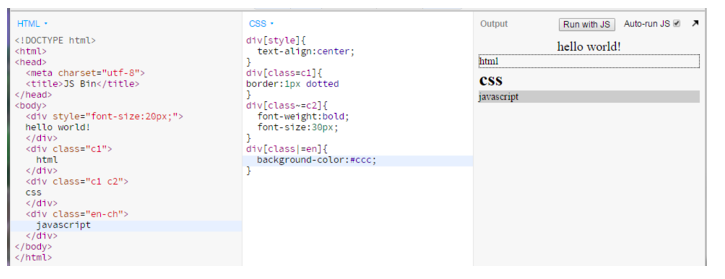 HTML
<!DOCTYPE html>
<html>
<head>
<meta charset="utf-8">
<title>JS Bin</title>
</head>
<body>
<div style="font-size:20px;">
hello world!
</div>
<div class="c1">
html
</div>
<div class="c1 c2">
css
</div>
<div class="en-ch">
javascript
</div>
</body>
</html>
CSS
div[style]{
text-align:center;
}
div[class=c1]{
border:1px dotted
}
div[class~=c2]{
font-weight:bold;
font-size:30px;
}
div[class|=en]{
background-color:#ccc;
}
Output Run with JS Auto-run JS
hello world!
html
css
javascript